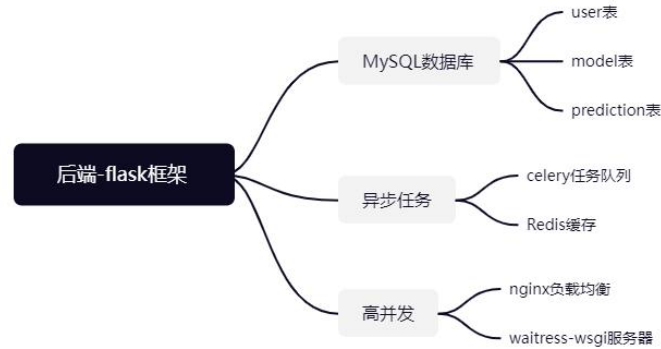 后端-flask框架
MySQL数据库
user表
model表
prediction表
异步任务
celery任务队列
Redis缓存
高并发
nginx负载均衡
waitress-wsgi服务器